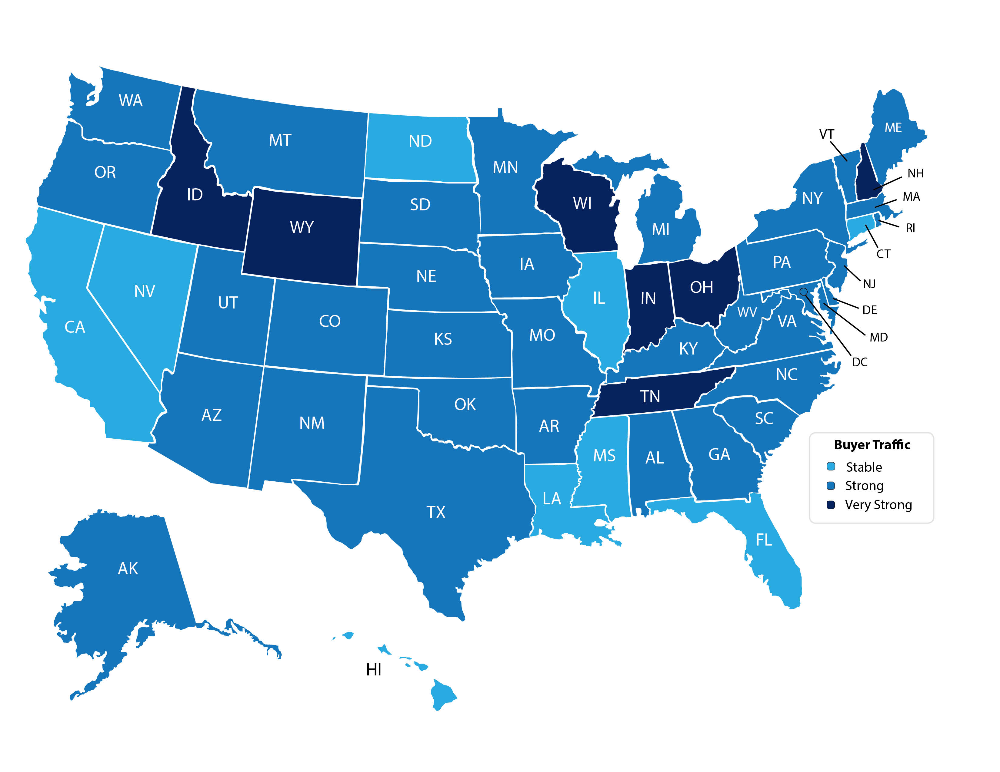 WA
MT
ND
MN
VT
ME
OR
ID
SD
WI
NH
NY
MA
WY
MI
RI
CT
NE
IA
PA
NV
UT
CO
IL
IN
OH
NJ
WV
VA
DE
CA
KS
MO
KY
MD
DC
AZ
NM
OK
AR
TN
NC
SC
MS
AL
GA
LA
TX
FL
AK
HI
Buyer Traffic
Stable
Strong
Very Strong